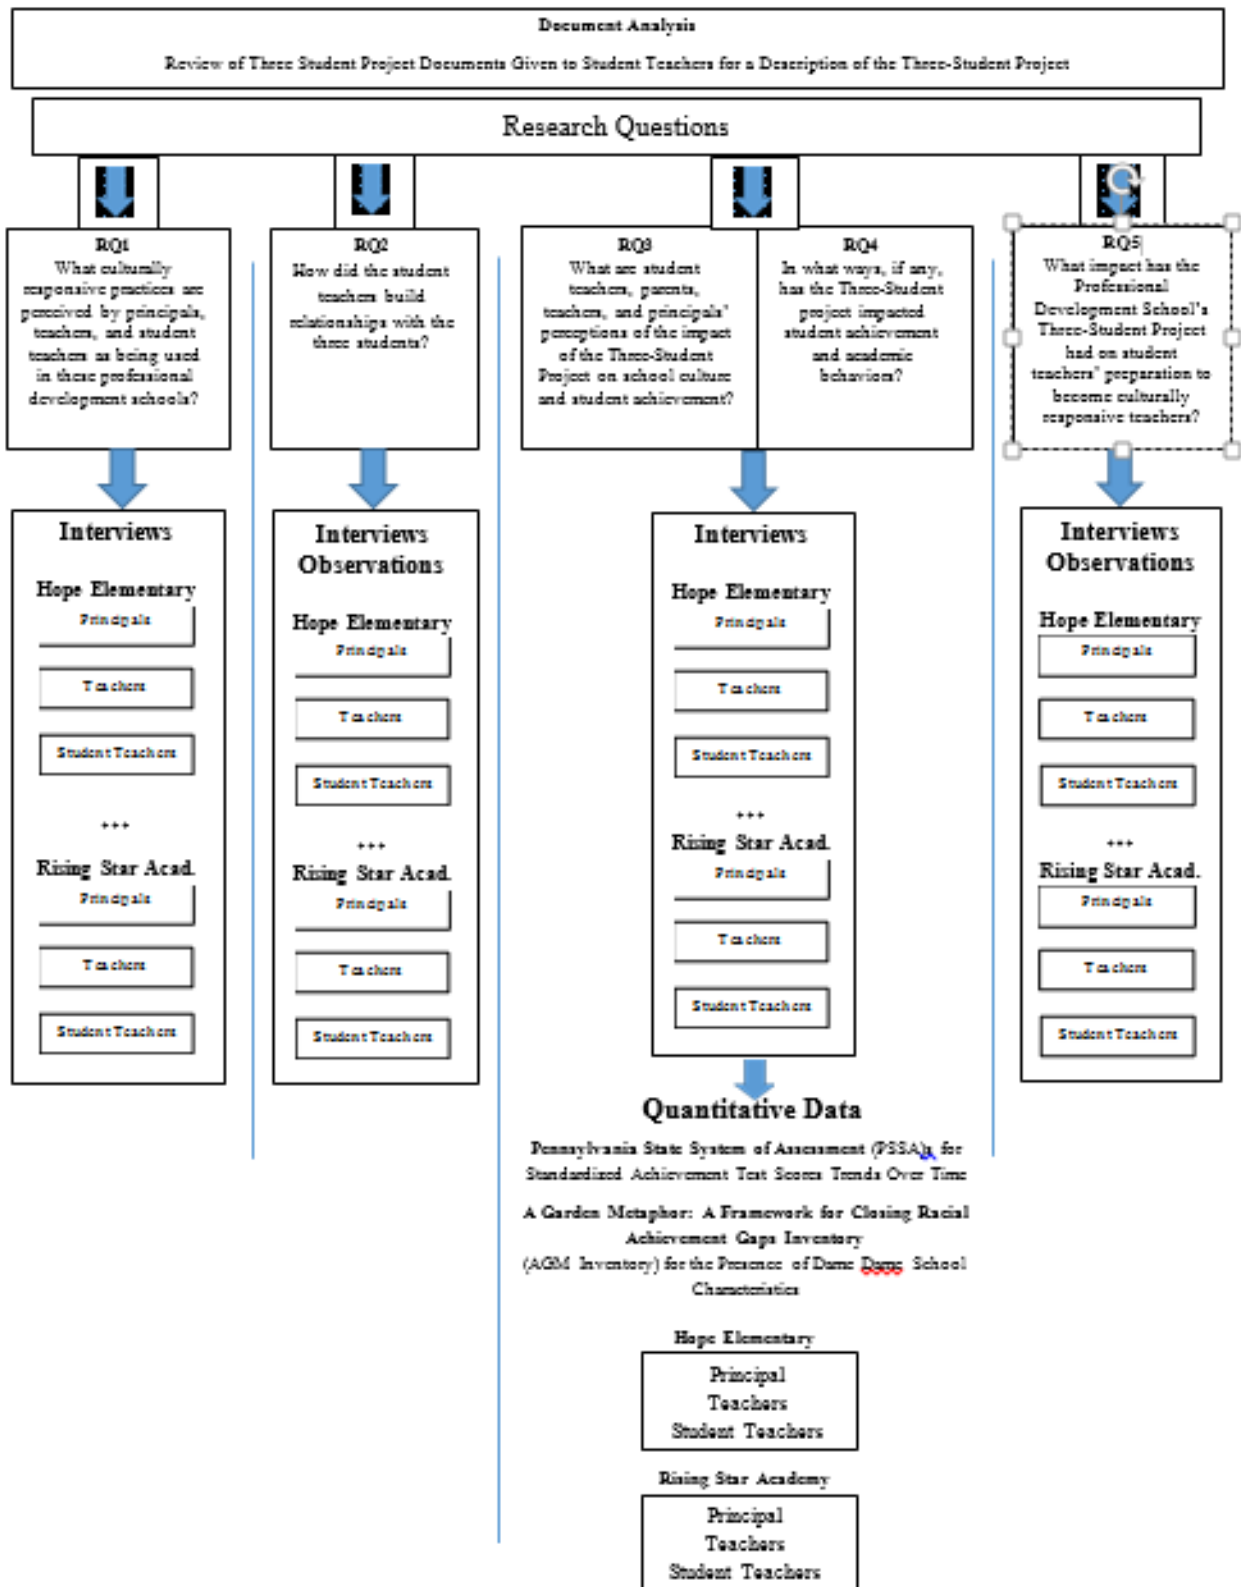 Document Analysis
Review of Three Student Project Documents Given to Student Teachers for a Description of the Three-Student Project
Research Questions
RQ1
What culturally
responsive practices are
perceived by principals,
teachers, and student
teachers as being used
in these professional
development schools?
RQ2
How did the student
teachers build
relationships with the
three students?
RQ3
What are student
teachers, parents,
teachers, and principals'
perceptions of the impact
of the Three-Student
Project on school culture
and student achievement?
RQ4
In what ways, if any,
has the Three-Student
project impacted
student achievement
and academic
behaviors?
RQ5
What impact has the
Professional
Development School's
Three-Student Project
had on student
teachers' preparation to
become culturally
responsive teachers?
Interviews
Hope Elementary
Principals
Teachers
Student Teachers
+++
Rising Star Acad.
Principals
Teachers
Student Teachers
Interviews
Observations
Hope Elementary
Principals
Teachers
Student Teachers
+++
Rising Star Acad.
Principals
Teachers
Student Teachers
Interviews
Hope Elementary
Principals
Teachers
Student Teachers
+++
Rising Star Acad.
Principals
Teachers
Student Teachers
Interviews
Observations
Hope Elementary
Principals
Teachers
Student Teachers
+++
Rising Star Acad.
Principals
Teachers
Student Teachers
Quantitative Data
Pennsylvania State System of Assessment (PSSA)s for
Standardized Achievement Test Scores Trends Over Time
A Garden Metaphor: A Framework for Closing Racial
Achievement Gaps Inventory
(AGM Inventory) for the Presence of Dame Dame School
Characteristics
Hope Elementary
Principal
Teachers
Student Teachers
Rising Star Academy
Principal
Teachers
Student Teachers